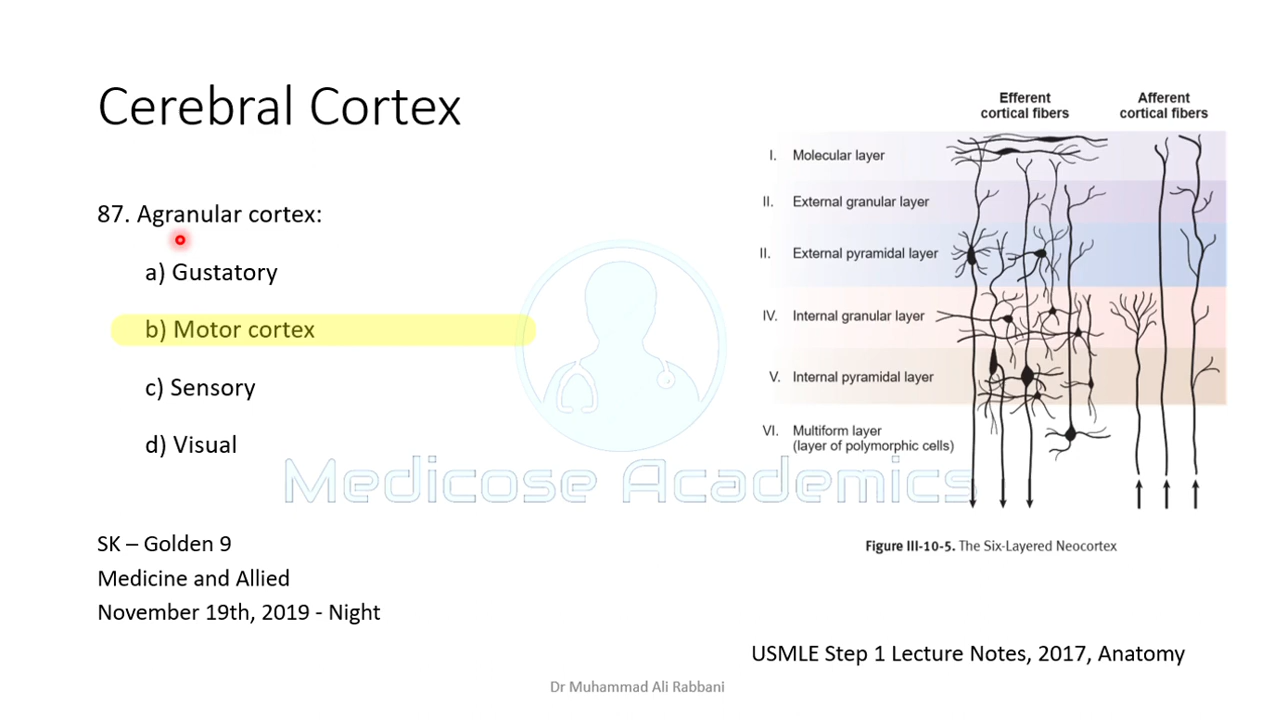 Cerebral Cortex
87. Agranular cortex:
a) Gustatory
b) Motor cortex
c) Sensory
d) Visual
SK – Golden 9
Medicine and Allied
November 19th, 2019 - Night
Efferent
cortical fibers
Afferent
cortical fibers
I. Molecular layer
II. External granular layer
II. External pyramidal layer
IV. Internal granular layer
V. Internal pyramidal layer
VI. Multiform layer
(layer of polymorphic cells)
Figure III-10-5. The Six-Layered Neocortex
Medicose Academics
USMLE Step 1 Lecture Notes, 2017, Anatomy
Dr Muhammad Ali Rabbani